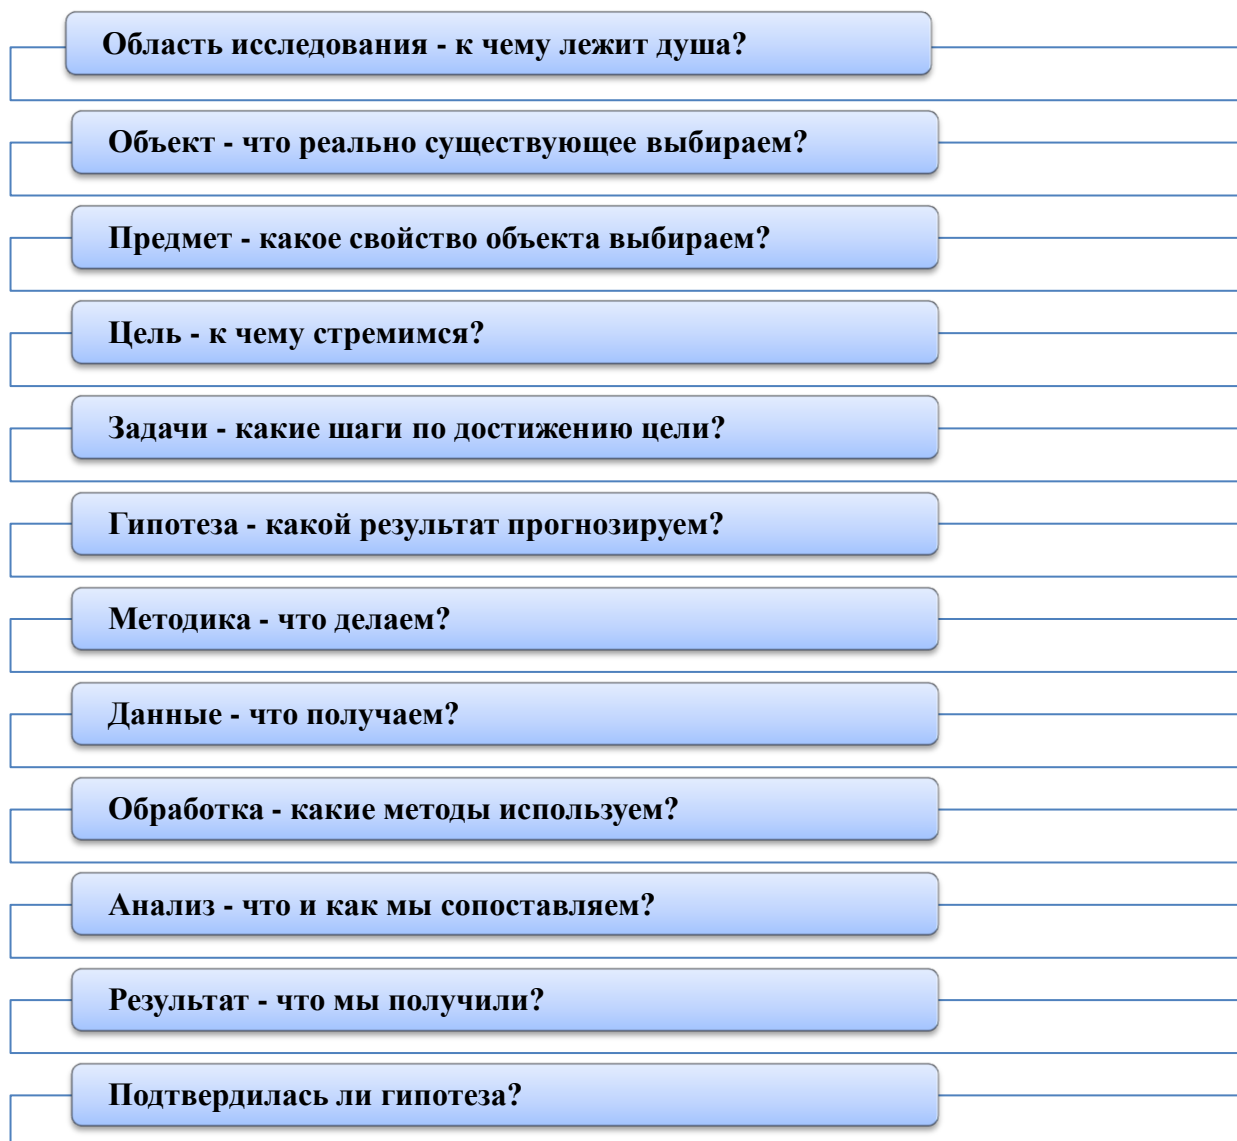 Область исследования - к чему лежит душа?
Объект - что реально существующее выбираем?
Предмет - какое свойство объекта выбираем?
Цель - к чему стремимся?
Задачи - какие шаги по достижению цели?
Гипотеза - какой результат прогнозируем?
Методика - что делаем?
Данные - что получаем?
Обработка - какие методы используем?
Анализ - что и как мы сопоставляем?
Результат - что мы получили?
Подтвердилась ли гипотеза?